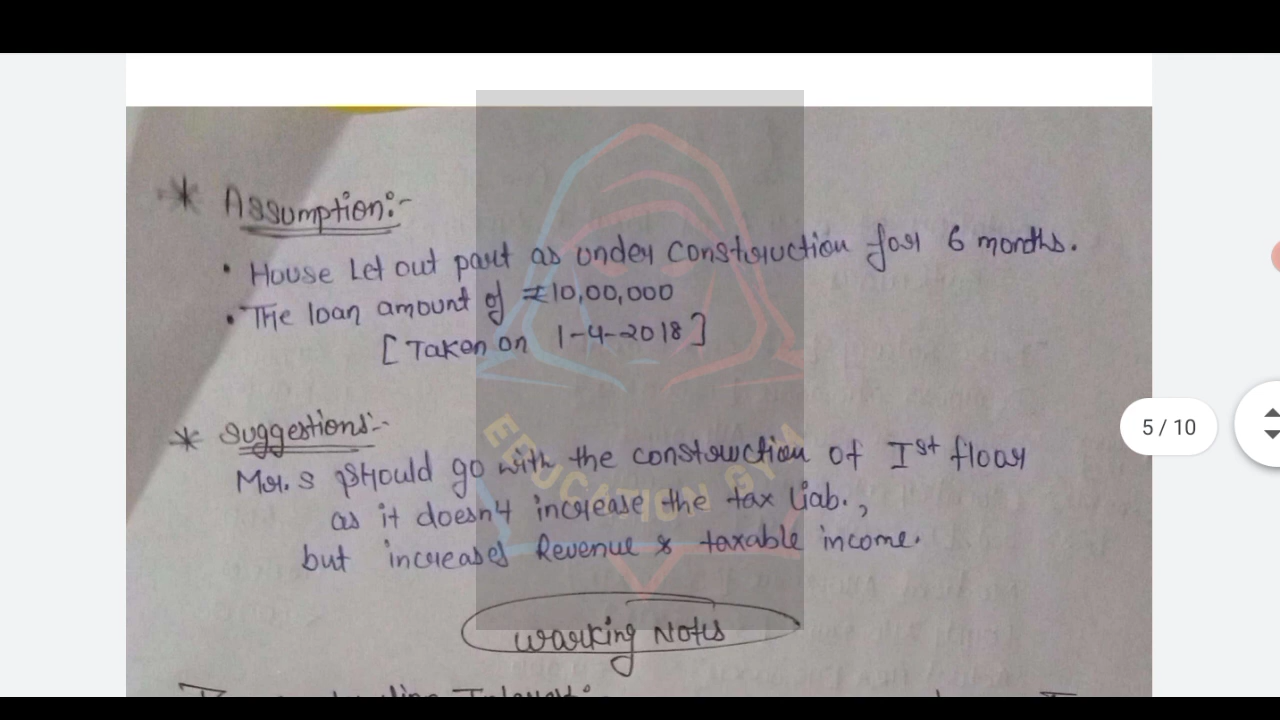 * Assumption:-
• House Let out part as under construction for 6 months.
• The loan amount of ₹10,00,000
[Taken on 1-4-2018]
* Suggestions:-
Mr. S should go with the construction of Ist floor
as it doesn't increase the tax liab.,
but increases Revenue & taxable income.
Working Notes
EEUCATION GYA
5 / 10